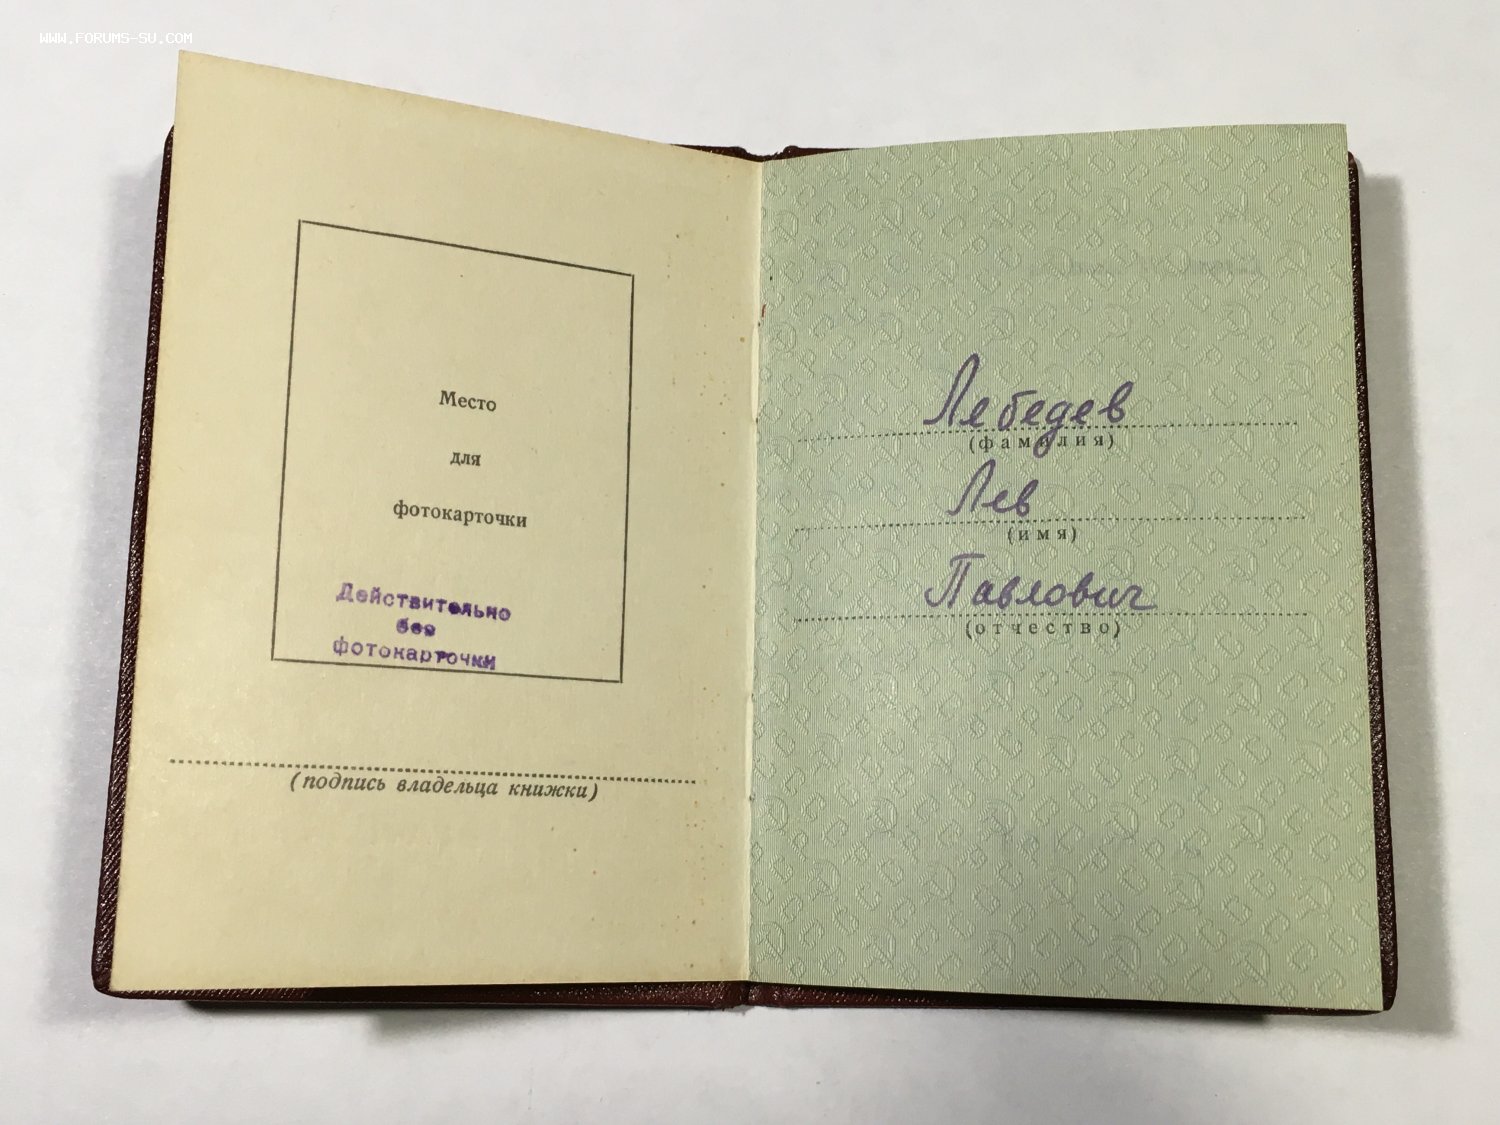 WWW.FORUMS-SU.COM
Место
для
фотокарточки
Действительно
без
фотокарточки
(подпись владельца книжки)
Лебедев
(фамилия)
Лев
(имя)
Павлович
(отчество)